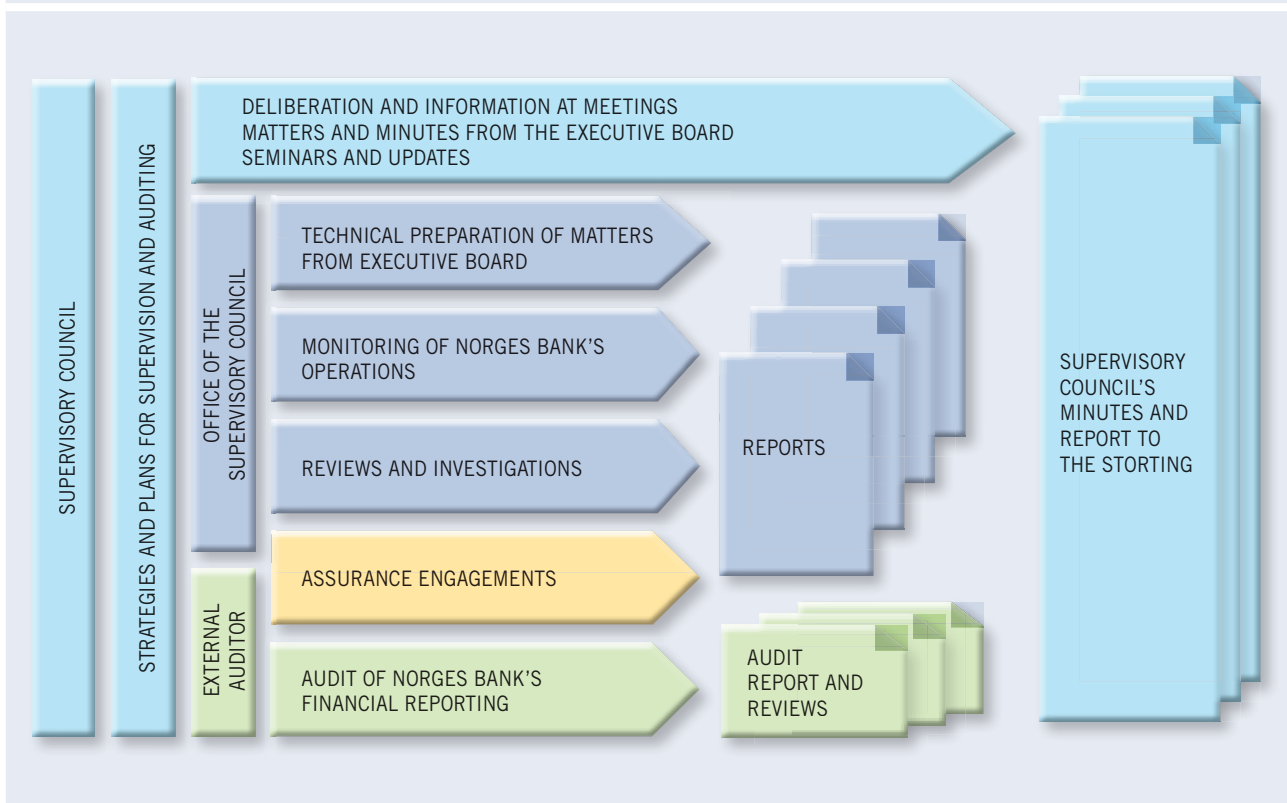 SUPERVISORY COUNCIL
STRATEGIES AND PLANS FOR SUPERVISION AND AUDITING
DELIBERATION AND INFORMATION AT MEETINGS
MATTERS AND MINUTES FROM THE EXECUTIVE BOARD
SEMINARS AND UPDATES
OFFICE OF THE
SUPERVISORY COUNCIL
TECHNICAL PREPARATION OF MATTERS
FROM EXECUTIVE BOARD
MONITORING OF NORGES BANK'S
OPERATIONS
REVIEWS AND INVESTIGATIONS
REPORTS
EXTERNAL
AUDITOR
ASSURANCE ENGAGEMENTS
AUDIT OF NORGES BANK'S
FINANCIAL REPORTING
AUDIT
REPORT AND
REVIEWS
SUPERVISORY
COUNCIL'S
MINUTES AND
REPORT TO
THE STORTING